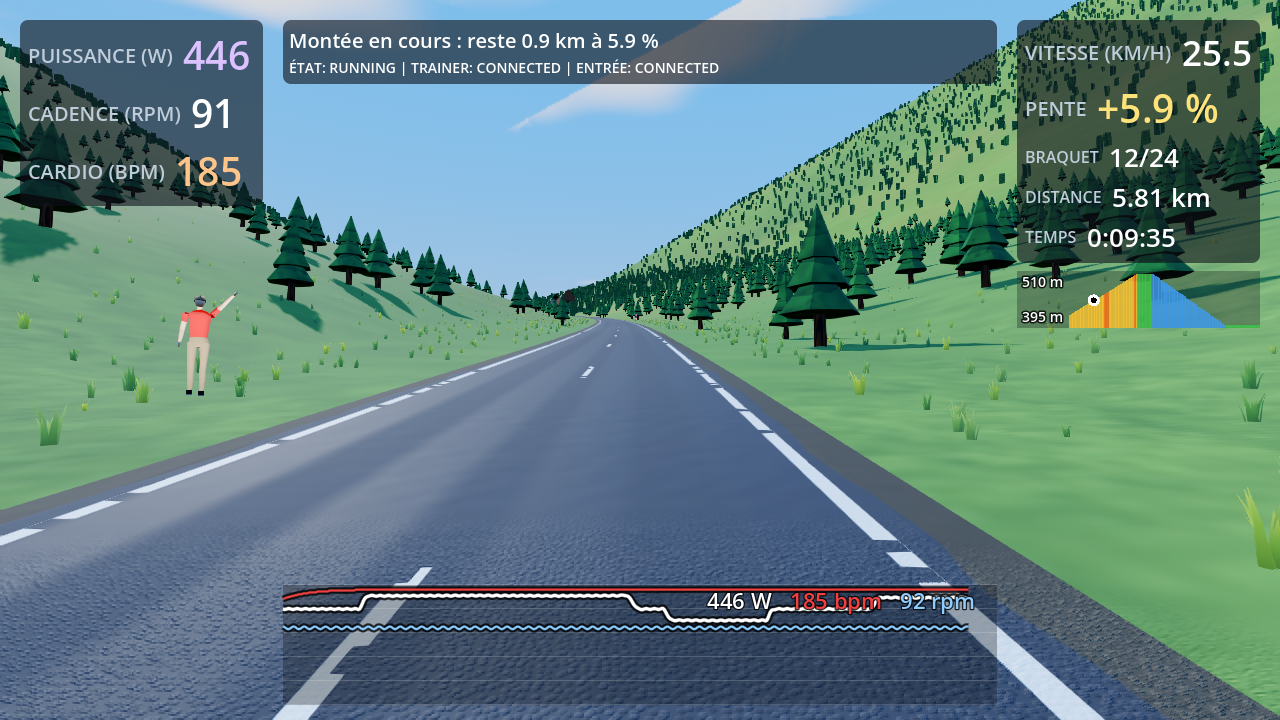 PUISSANCE (W) 446
CADENCE (RPM) 91
CARDIO (BPM) 185
Montée en cours : reste 0.9 km à 5.9 %
ÉTAT: RUNNING | TRAINER: CONNECTED | ENTRÉE: CONNECTED
VITESSE (KM/H) 25.5
PENTE +5.9 %
BRAQUET 12/24
DISTANCE 5.81 km
TEMPS 0:09:35
510 m
395 m
446 W 185 bpm 92 rpm